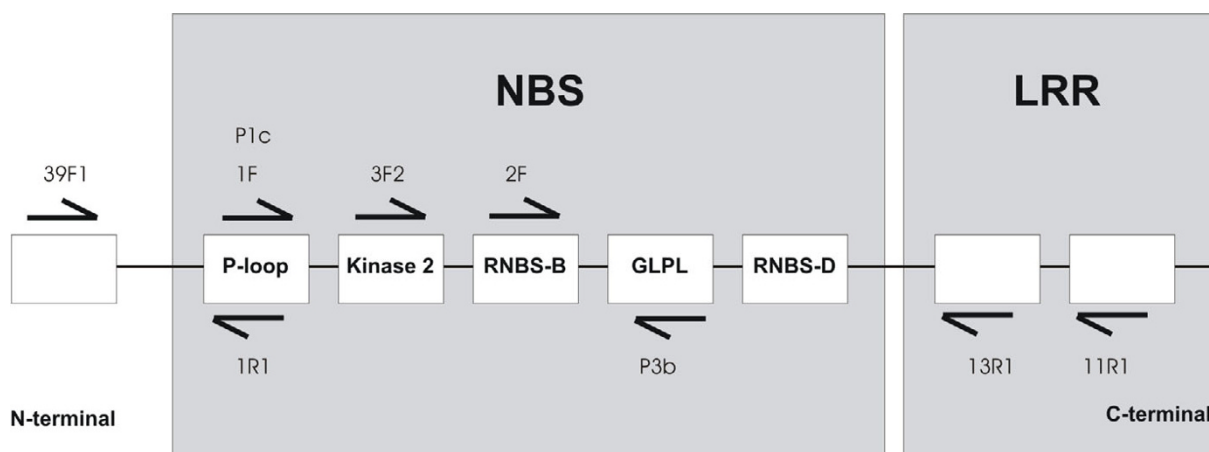 NBS
LRR
P1c
39F1
1F
3F2
2F
P-loop
Kinase 2
RNBS-B
GLPL
RNBS-D
1R1
P3b
13R1
11R1
N-terminal
C-terminal